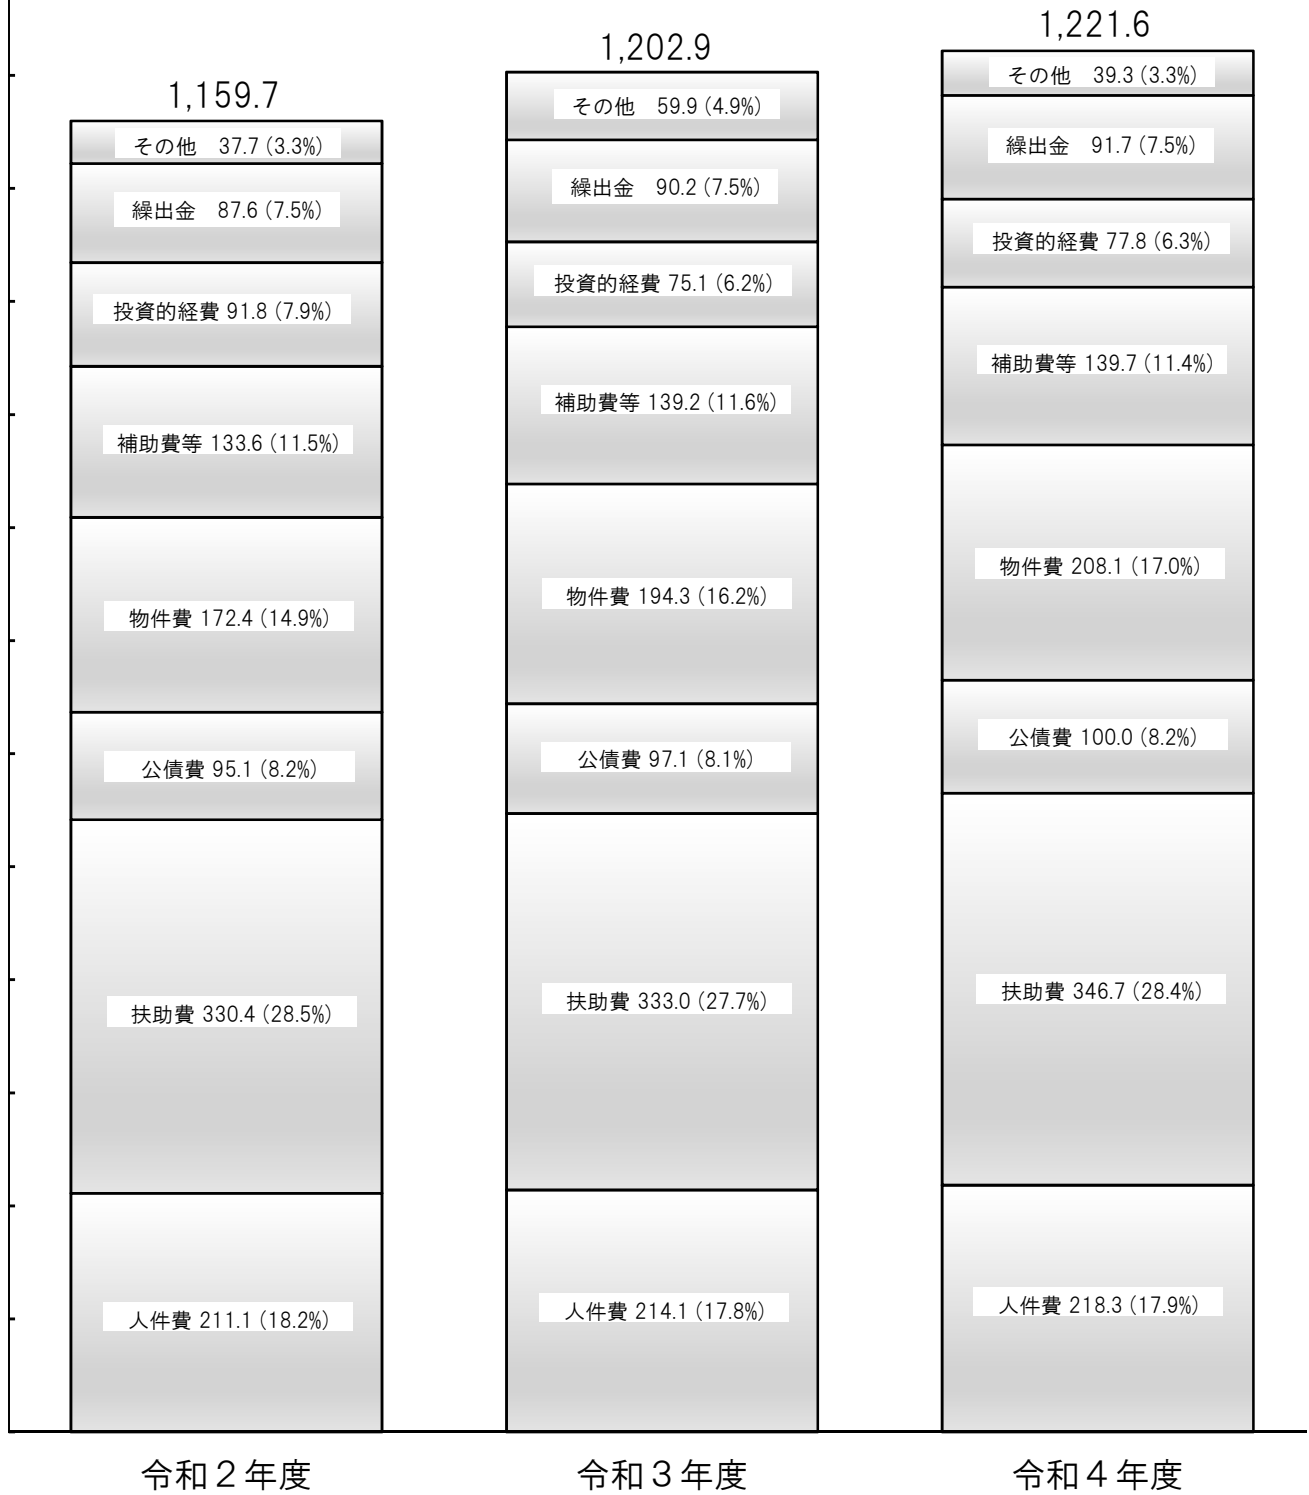 1,159.7
その他　37.7 (3.3%)
繰出金　87.6 (7.5%)
投資的経費 91.8 (7.9%)
補助費等 133.6 (11.5%)
物件費 172.4 (14.9%)
公債費 95.1 (8.2%)
扶助費 330.4 (28.5%)
人件費 211.1 (18.2%)
令和２年度
1,202.9
その他　59.9 (4.9%)
繰出金　90.2 (7.5%)
投資的経費 75.1 (6.2%)
補助費等 139.2 (11.6%)
物件費 194.3 (16.2%)
公債費 97.1 (8.1%)
扶助費 333.0 (27.7%)
人件費 214.1 (17.8%)
令和３年度
1,221.6
その他　39.3 (3.3%)
繰出金　91.7 (7.5%)
投資的経費 77.8 (6.3%)
補助費等 139.7 (11.4%)
物件費 208.1 (17.0%)
公債費 100.0 (8.2%)
扶助費 346.7 (28.4%)
人件費 218.3 (17.9%)
令和４年度